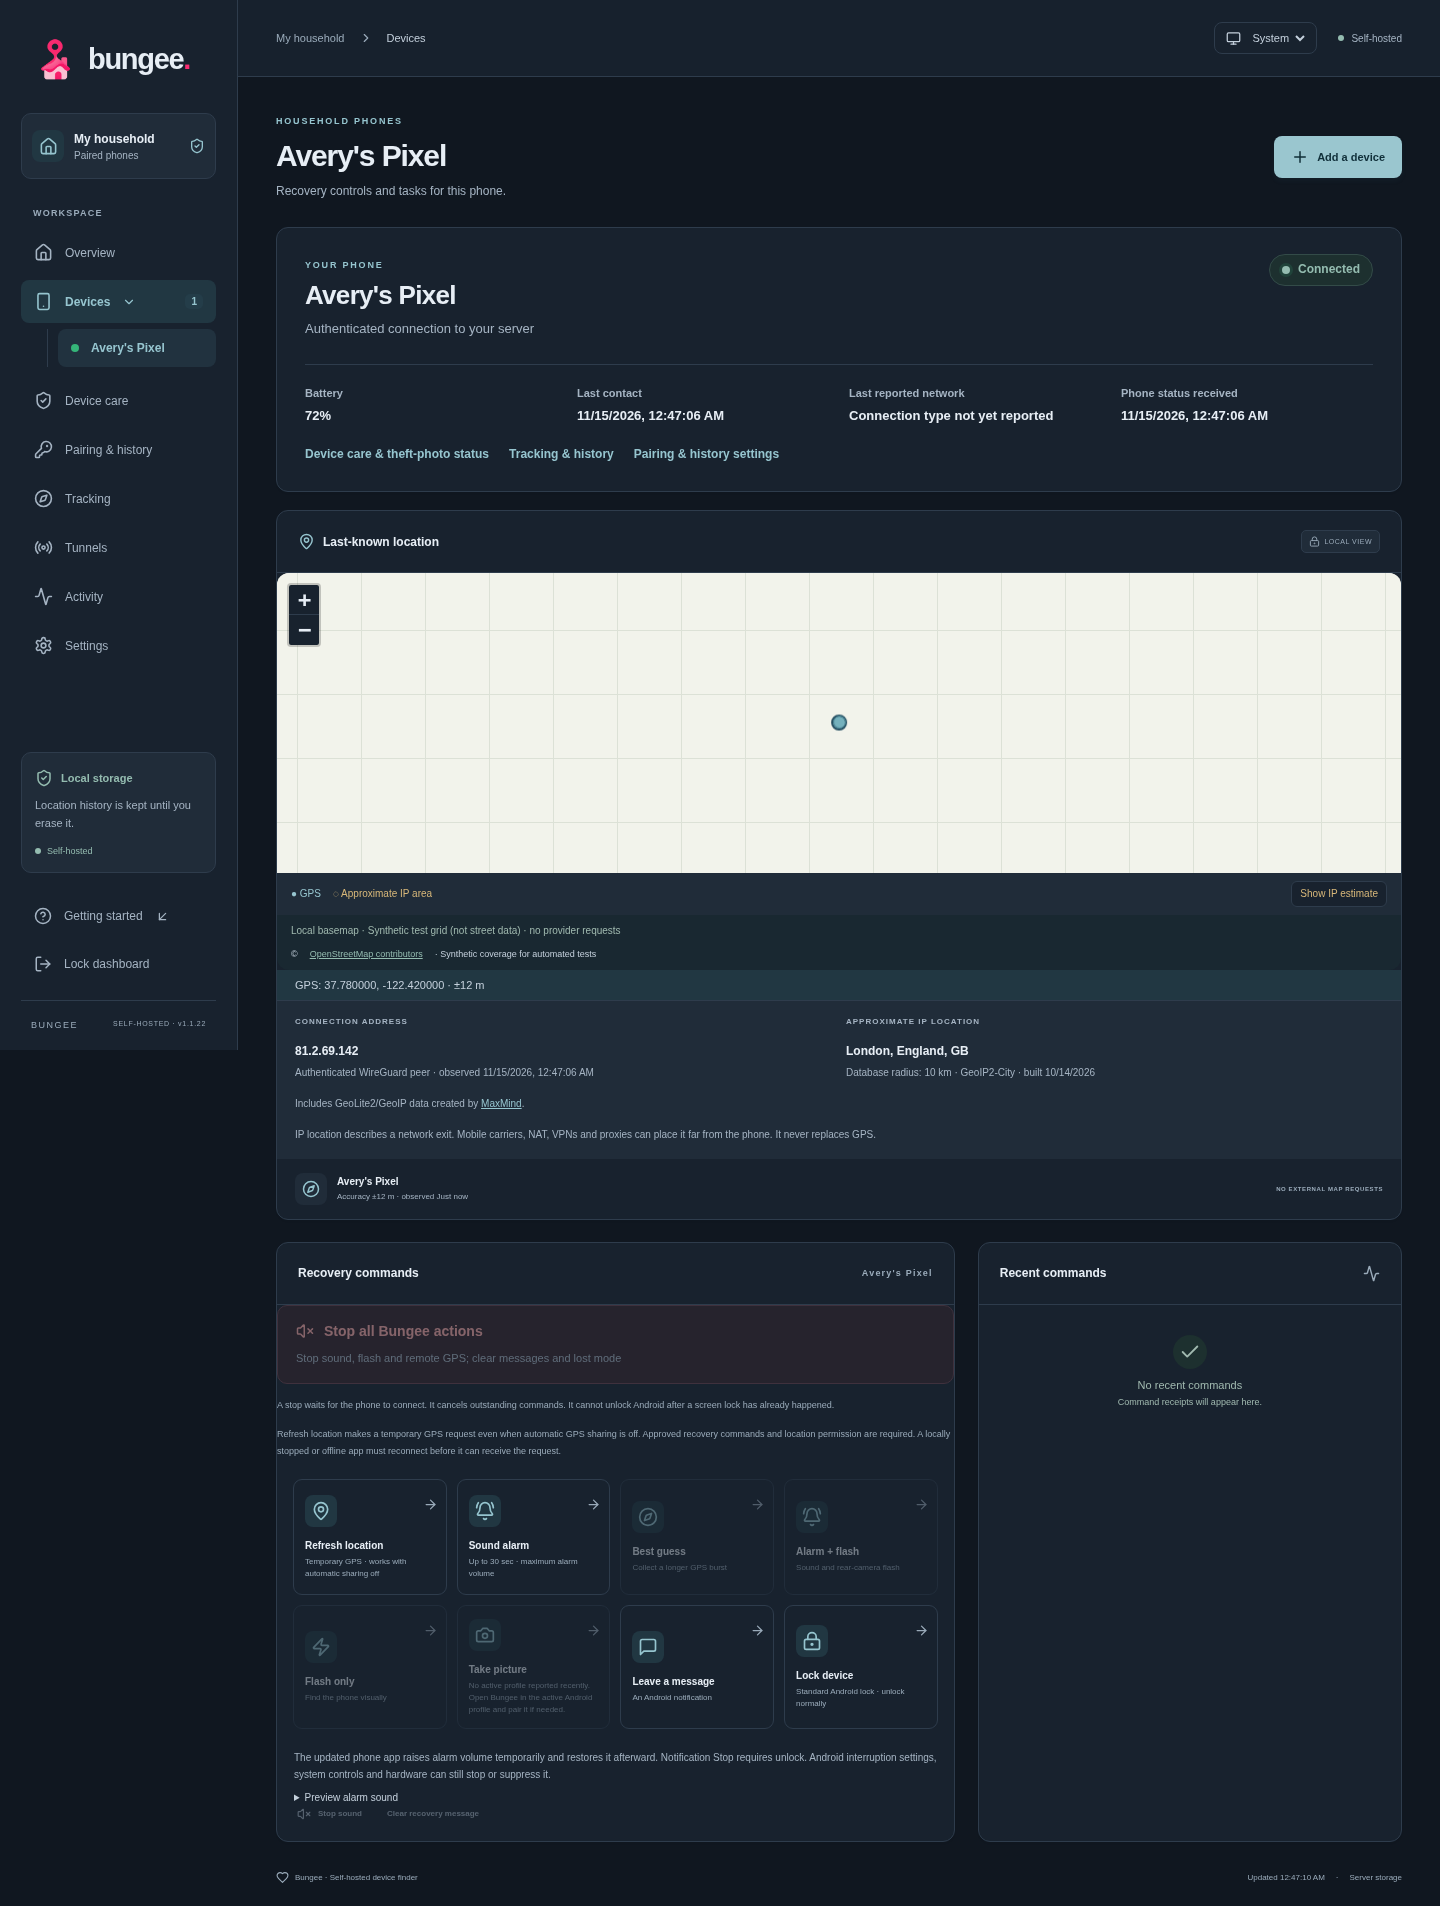 bungee.
My household
Paired phones
WORKSPACE
Overview
Devices
1
Avery's Pixel
Device care
Pairing & history
Tracking
Tunnels
Activity
Settings
Local storage
Location history is kept until you
erase it.
Self-hosted
Getting started
Lock dashboard
BUNGEE
SELF-HOSTED · v1.1.22
My household
Devices
System
Self-hosted
HOUSEHOLD PHONES
Avery's Pixel
Recovery controls and tasks for this phone.
Add a device
YOUR PHONE
Avery's Pixel
Authenticated connection to your server
Connected
Battery
72%
Last contact
11/15/2026, 12:47:06 AM
Last reported network
Connection type not yet reported
Phone status received
11/15/2026, 12:47:06 AM
Device care & theft-photo status
Tracking & history
Pairing & history settings
Last-known location
LOCAL VIEW
+
−
● GPS
○ Approximate IP area
Show IP estimate
Local basemap · Synthetic test grid (not street data) · no provider requests
© OpenStreetMap contributors · Synthetic coverage for automated tests
GPS: 37.780000, -122.420000 · ±12 m
CONNECTION ADDRESS
81.2.69.142
Authenticated WireGuard peer · observed 11/15/2026, 12:47:06 AM
APPROXIMATE IP LOCATION
London, England, GB
Database radius: 10 km · GeoIP2-City · built 10/14/2026
Includes GeoLite2/GeoIP data created by MaxMind.
IP location describes a network exit. Mobile carriers, NAT, VPNs and proxies can place it far from the phone. It never replaces GPS.
Avery's Pixel
Accuracy ±12 m · observed Just now
NO EXTERNAL MAP REQUESTS
Recovery commands
Avery's Pixel
Stop all Bungee actions
Stop sound, flash and remote GPS; clear messages and lost mode
A stop waits for the phone to connect. It cancels outstanding commands. It cannot unlock Android after a screen lock has already happened.
Refresh location makes a temporary GPS request even when automatic GPS sharing is off. Approved recovery commands and location permission are required. A locally
stopped or offline app must reconnect before it can receive the request.
Refresh location
Temporary GPS · works with
automatic sharing off
Sound alarm
Up to 30 sec · maximum alarm
volume
Best guess
Collect a longer GPS burst
Alarm + flash
Sound and rear-camera flash
Flash only
Find the phone visually
Take picture
No active profile reported recently.
Open Bungee in the active Android
profile and pair it if needed.
Leave a message
An Android notification
Lock device
Standard Android lock · unlock
normally
The updated phone app raises alarm volume temporarily and restores it afterward. Notification Stop requires unlock. Android interruption settings,
system controls and hardware can still stop or suppress it.
▶ Preview alarm sound
Stop sound
Clear recovery message
Recent commands
No recent commands
Command receipts will appear here.
Bungee · Self-hosted device finder
Updated 12:47:10 AM · Server storage